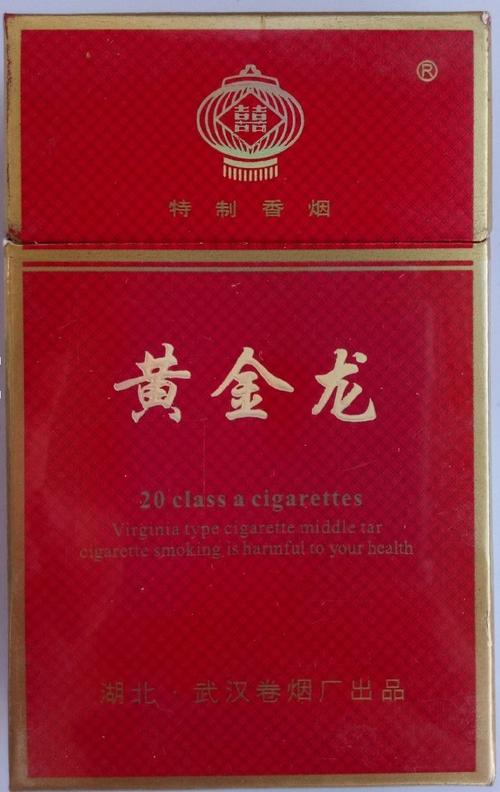 ®
囍
特制香烟
黄金龙
20 class a cigarettes
Virginia type cigarette middle tar
cigarette smoking is harmful to your health
湖北·武汉卷烟厂出品